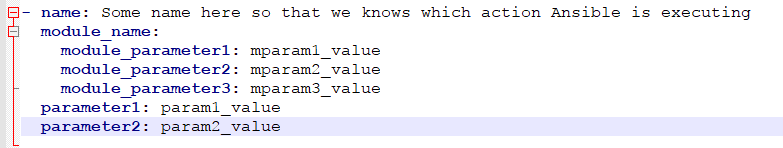 - name: Some name here so that we knows which action Ansible is executing
  module_name:
    module_parameter1: mparam1_value
    module_parameter2: mparam2_value
    module_parameter3: mparam3_value
  parameter1: param1_value
  parameter2: param2_value